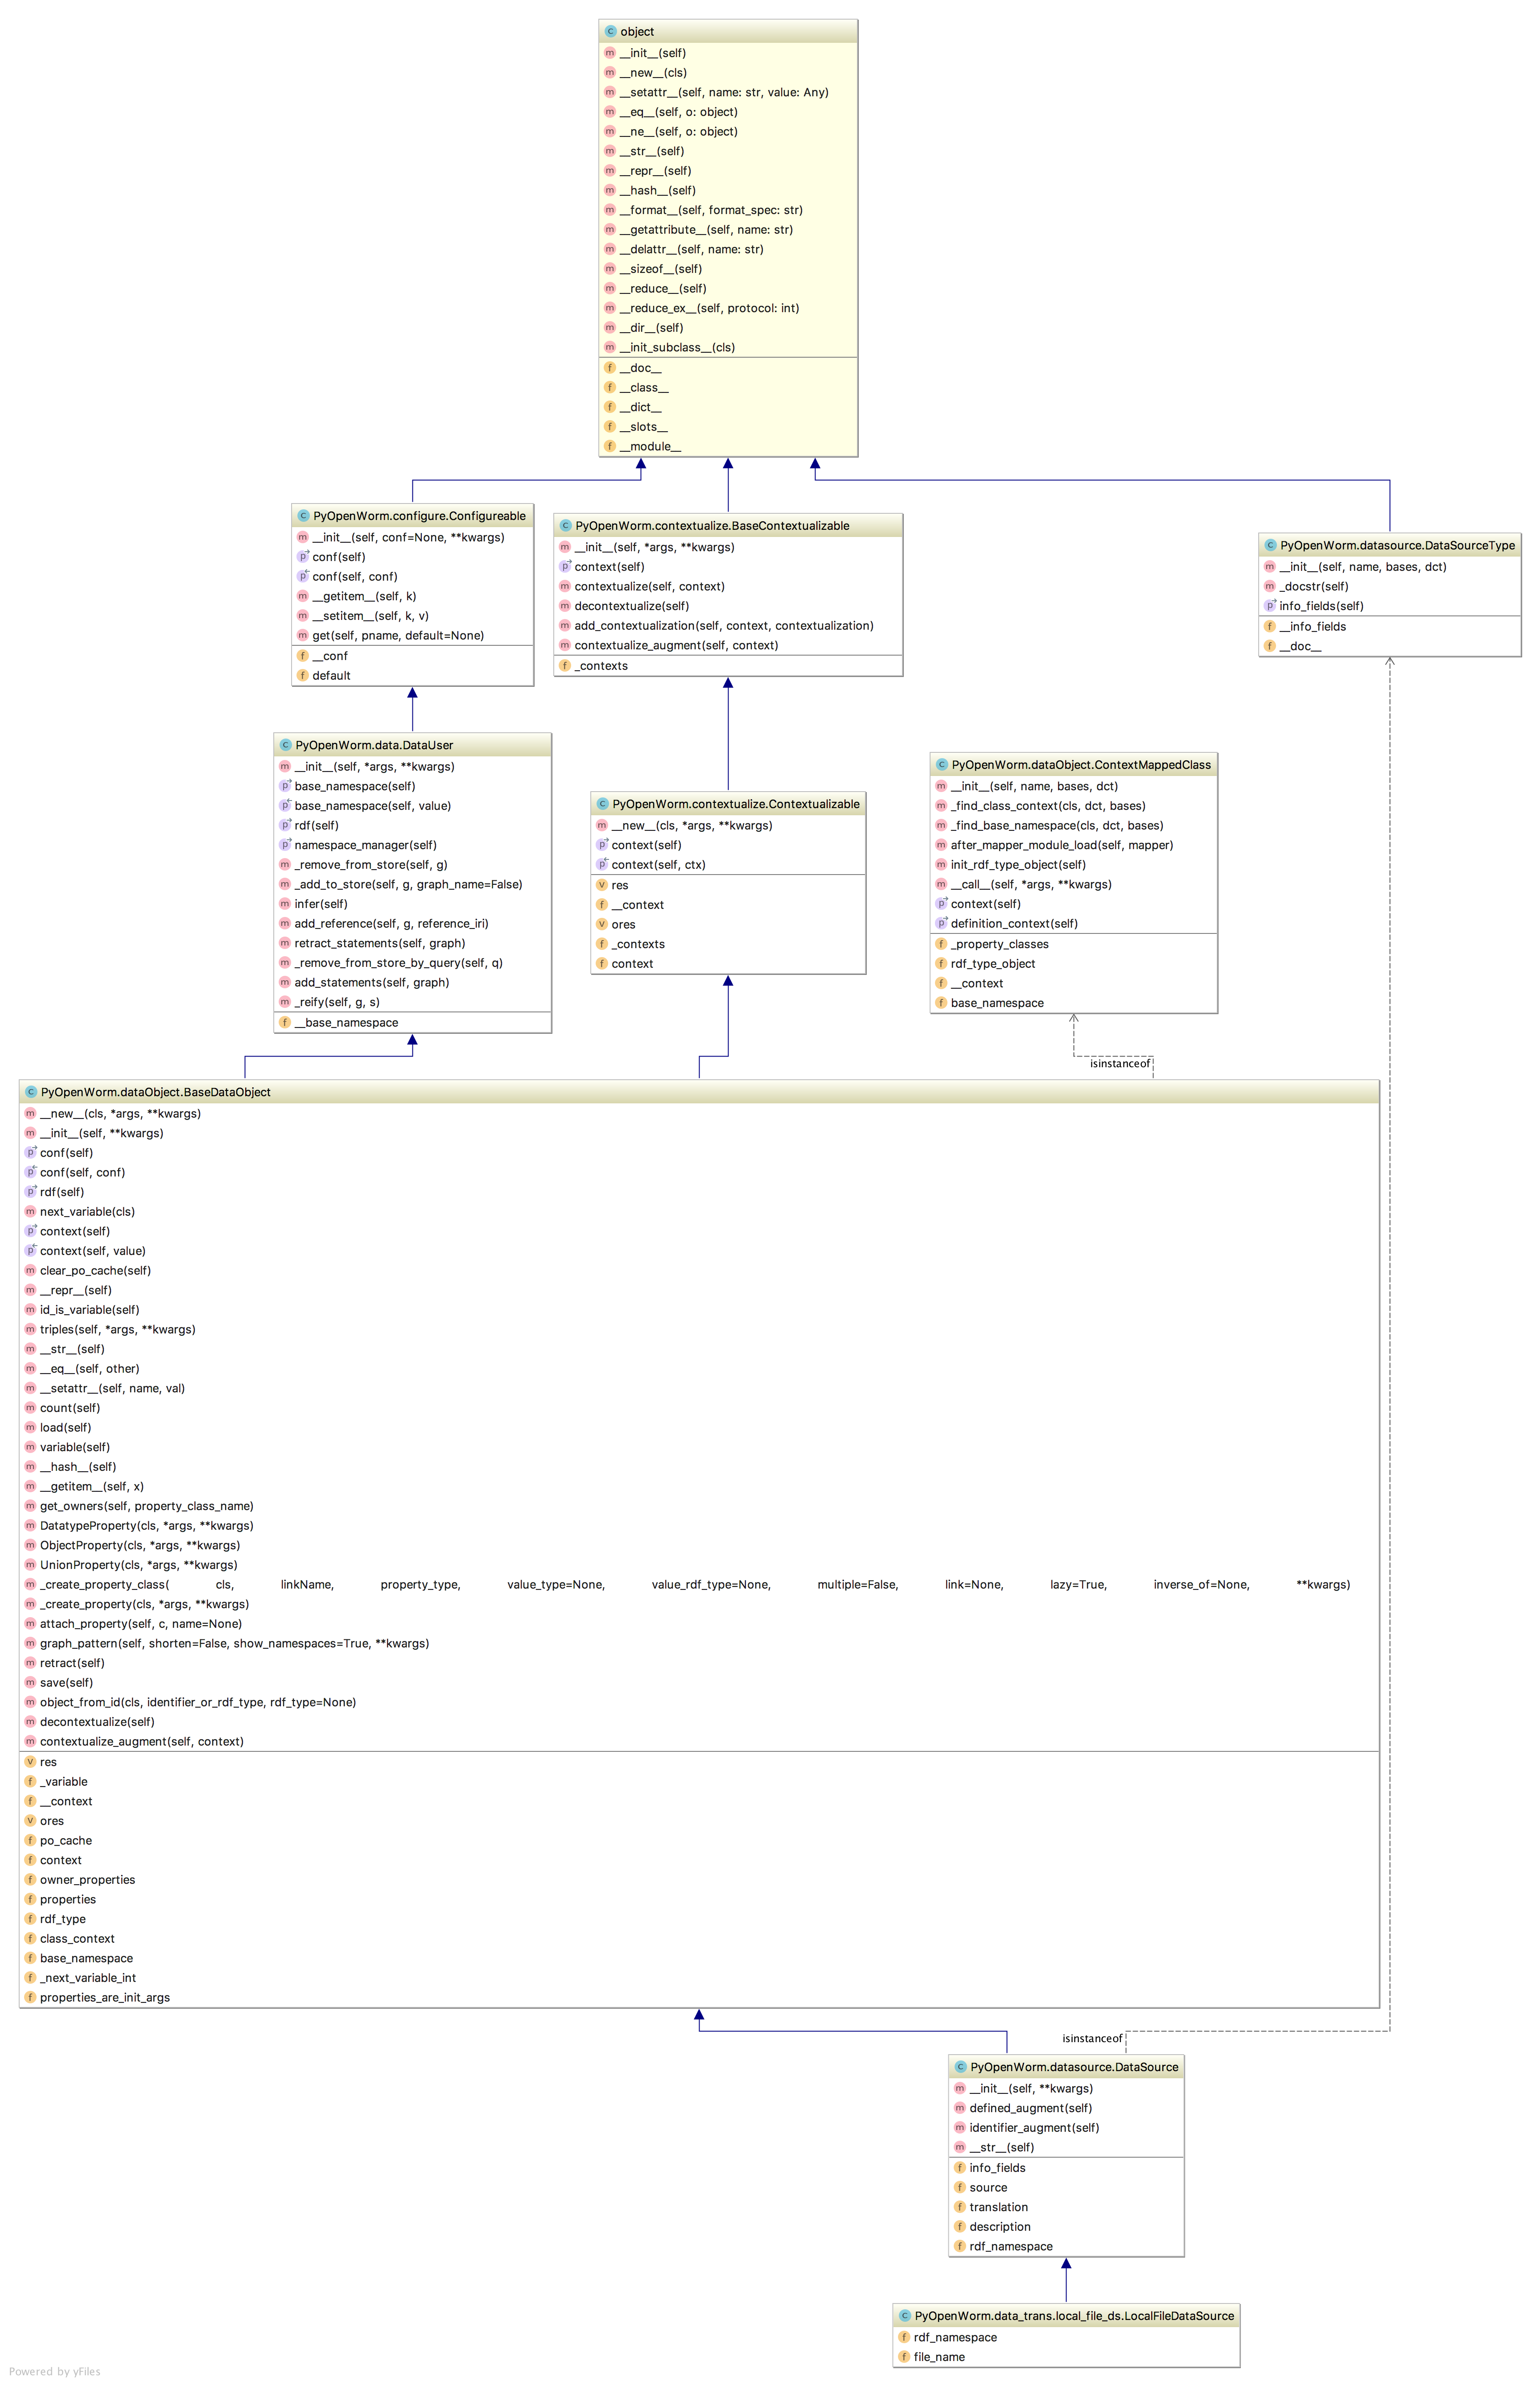 object
__init__(self)
__new__(cls)
__setattr__(self, name: str, value: Any)
__eq__(self, o: object)
__ne__(self, o: object)
__str__(self)
__repr__(self)
__hash__(self)
__format__(self, format_spec: str)
__getattribute__(self, name: str)
__delattr__(self, name: str)
__sizeof__(self)
__reduce__(self)
__reduce_ex__(self, protocol: int)
__dir__(self)
__init_subclass__(cls)
__doc__
__class__
__dict__
__slots__
__module__
PyOpenWorm.configure.Configureable
__init__(self, conf=None, **kwargs)
conf(self)
conf(self, conf)
__getitem__(self, k)
__setitem__(self, k, v)
get(self, pname, default=None)
__conf
default
PyOpenWorm.contextualize.BaseContextualizable
__init__(self, *args, **kwargs)
context(self)
contextualize(self, context)
decontextualize(self)
add_contextualization(self, context, contextualization)
contextualize_augment(self, context)
_contexts
PyOpenWorm.datasource.DataSourceType
__init__(self, name, bases, dct)
_docstr(self)
info_fields(self)
__info_fields
__doc__
PyOpenWorm.data.DataUser
__init__(self, *args, **kwargs)
base_namespace(self)
base_namespace(self, value)
rdf(self)
namespace_manager(self)
_remove_from_store(self, g)
_add_to_store(self, g, graph_name=False)
infer(self)
add_reference(self, g, reference_iri)
retract_statements(self, graph)
_remove_from_store_by_query(self, q)
add_statements(self, graph)
_reify(self, g, s)
__base_namespace
PyOpenWorm.contextualize.Contextualizable
__new__(cls, *args, **kwargs)
context(self)
context(self, ctx)
res
__context
ores
_contexts
context
PyOpenWorm.dataObject.ContextMappedClass
__init__(self, name, bases, dct)
_find_class_context(cls, dct, bases)
_find_base_namespace(cls, dct, bases)
after_mapper_module_load(self, mapper)
init_rdf_type_object(self)
__call__(self, *args, **kwargs)
context(self)
definition_context(self)
_property_classes
rdf_type_object
__context
base_namespace
isinstanceof
PyOpenWorm.dataObject.BaseDataObject
__new__(cls, *args, **kwargs)
__init__(self, **kwargs)
conf(self)
conf(self, conf)
rdf(self)
next_variable(cls)
context(self)
context(self, value)
clear_po_cache(self)
__repr__(self)
id_is_variable(self)
triples(self, *args, **kwargs)
__str__(self)
__eq__(self, other)
__setattr__(self, name, val)
count(self)
load(self)
variable(self)
__hash__(self)
__getitem__(self, x)
get_owners(self, property_class_name)
DatatypeProperty(cls, *args, **kwargs)
ObjectProperty(cls, *args, **kwargs)
UnionProperty(cls, *args, **kwargs)
_create_property_class( cls, linkName, property_type, value_type=None, value_rdf_type=None, multiple=False, link=None, lazy=True, inverse_of=None, **kwargs)
_create_property(cls, *args, **kwargs)
attach_property(self, c, name=None)
graph_pattern(self, shorten=False, show_namespaces=True, **kwargs)
retract(self)
save(self)
object_from_id(cls, identifier_or_rdf_type, rdf_type=None)
decontextualize(self)
contextualize_augment(self, context)
res
_variable
__context
ores
po_cache
context
owner_properties
properties
rdf_type
class_context
base_namespace
_next_variable_int
properties_are_init_args
isinstanceof
PyOpenWorm.datasource.DataSource
__init__(self, **kwargs)
defined_augment(self)
identifier_augment(self)
__str__(self)
info_fields
source
translation
description
rdf_namespace
PyOpenWorm.data_trans.local_file_ds.LocalFileDataSource
rdf_namespace
file_name
Powered by yFiles